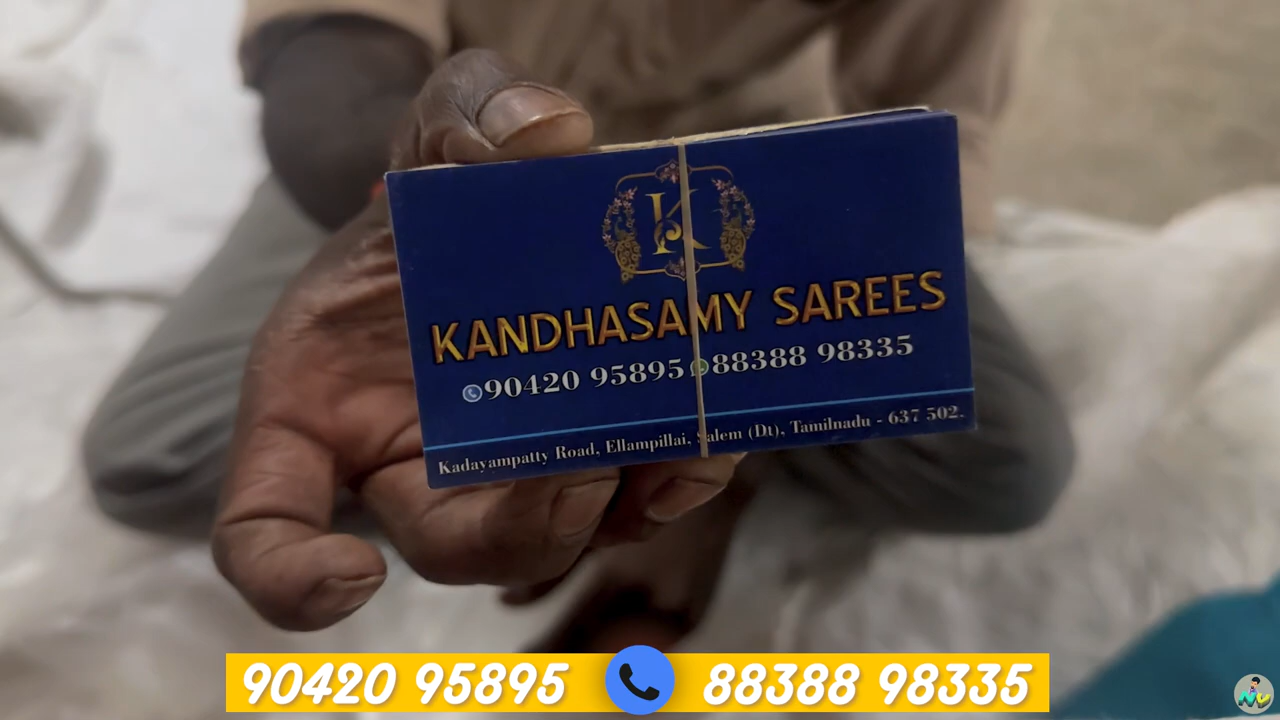 K
KANDHASAMY SAREES
90420 95895 88388 98335
Kadayampatty Road, Ellampillai, Salem (Dt), Tamilnadu - 637 502.
90420 95895 88388 98335